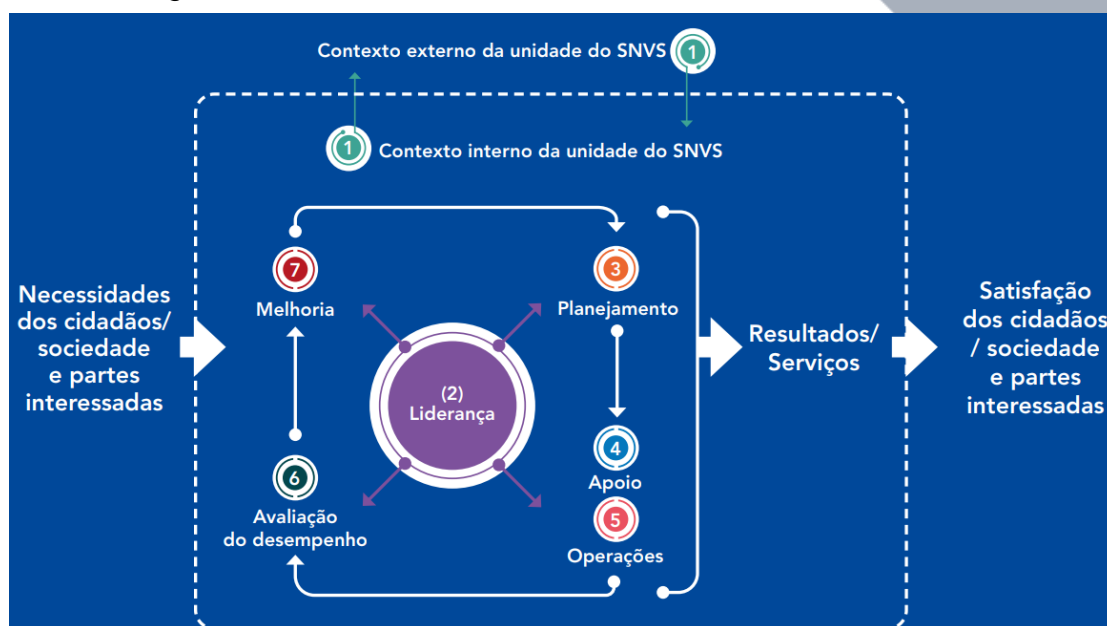 Contexto externo da unidade do SNVS
1
1
Contexto interno da unidade do SNVS
Necessidades
dos cidadãos/
sociedade
e partes
interessadas
7
Melhoria
3
Planejamento
(2)
Liderança
6
Avaliação
do desempenho
4
Apoio
5
Operações
Resultados/
Serviços
Satisfação
dos cidadãos
/ sociedade
e partes
interessadas